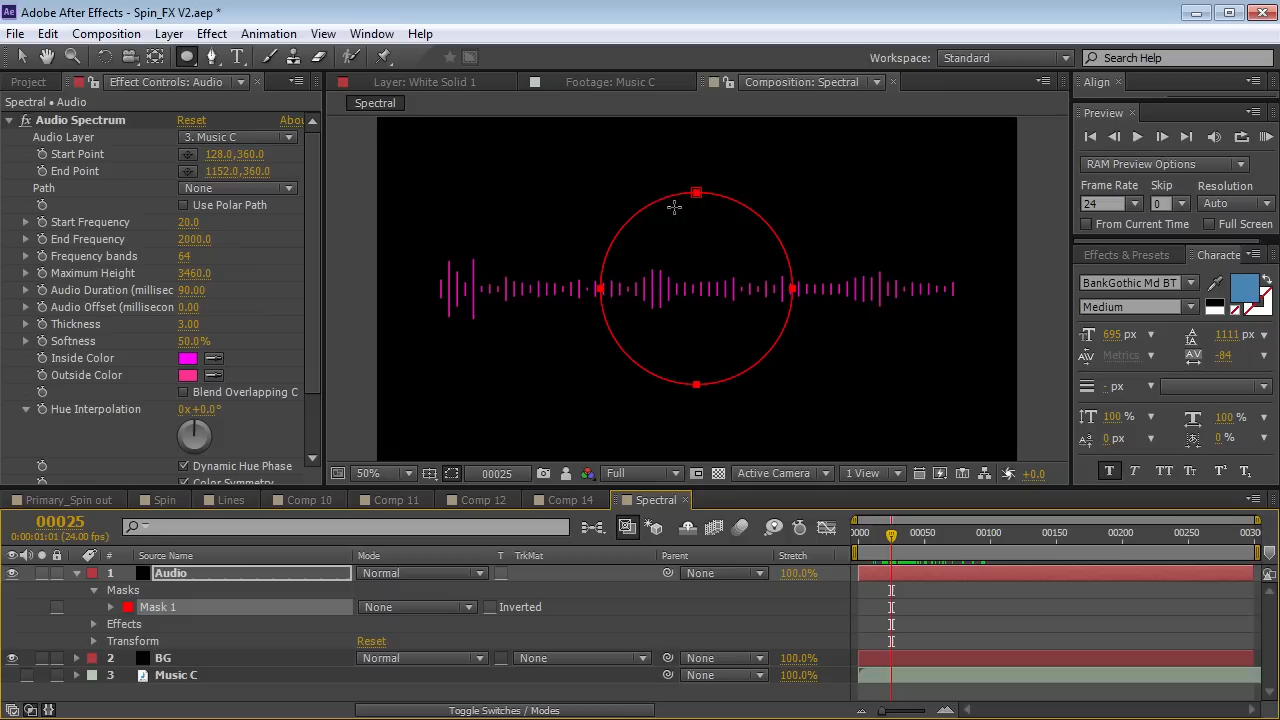 Ae Adobe After Effects - Spin_FX V2.aep *
File Edit Composition Layer Effect Animation View Window Help
Workspace: Standard Search Help
Project Effect Controls: Audio Layer: White Solid 1 Footage: Music C Composition: Spectral Align
Spectral • Audio Spectral
fx Audio Spectrum Reset Abou
Audio Layer 3. Music C
Start Point 128.0,360.0
End Point 1152.0,360.0
Path None
Use Polar Path
Start Frequency 20.0
End Frequency 2000.0
Frequency bands 64
Maximum Height 3460.0
Audio Duration (millisec 90.00
Audio Offset (millisecon 0.00
Thickness 3.00
Softness 50.0%
Inside Color
Outside Color
Blend Overlapping C
Hue Interpolation 0x+0.0°
Dynamic Hue Phase
Color Symmetry
Preview
RAM Preview Options
Frame Rate Skip Resolution
24 0 Auto
From Current Time Full Screen
Effects & Presets Characte
BankGothic Md BT
Medium
695 px 1111 px
Metrics -84
- px
100 % 100 %
0 px 0 %
T T TT Tt T¹ T₁
50% 00025 Full Active Camera 1 View +0.0
Primary_Spin out Spin Lines Comp 10 Comp 11 Comp 12 Comp 14 Spectral
00025
0:00:01:01 (24.00 fps)
0000 00050 00100 00150 00200 00250 0030
# Source Name Mode T TrkMat Parent Stretch
1 Audio Normal None 100.0%
Masks
Mask 1 None Inverted
Effects
Transform Reset
2 BG Normal None None 100.0%
3 Music C None 100.0%
Toggle Switches / Modes